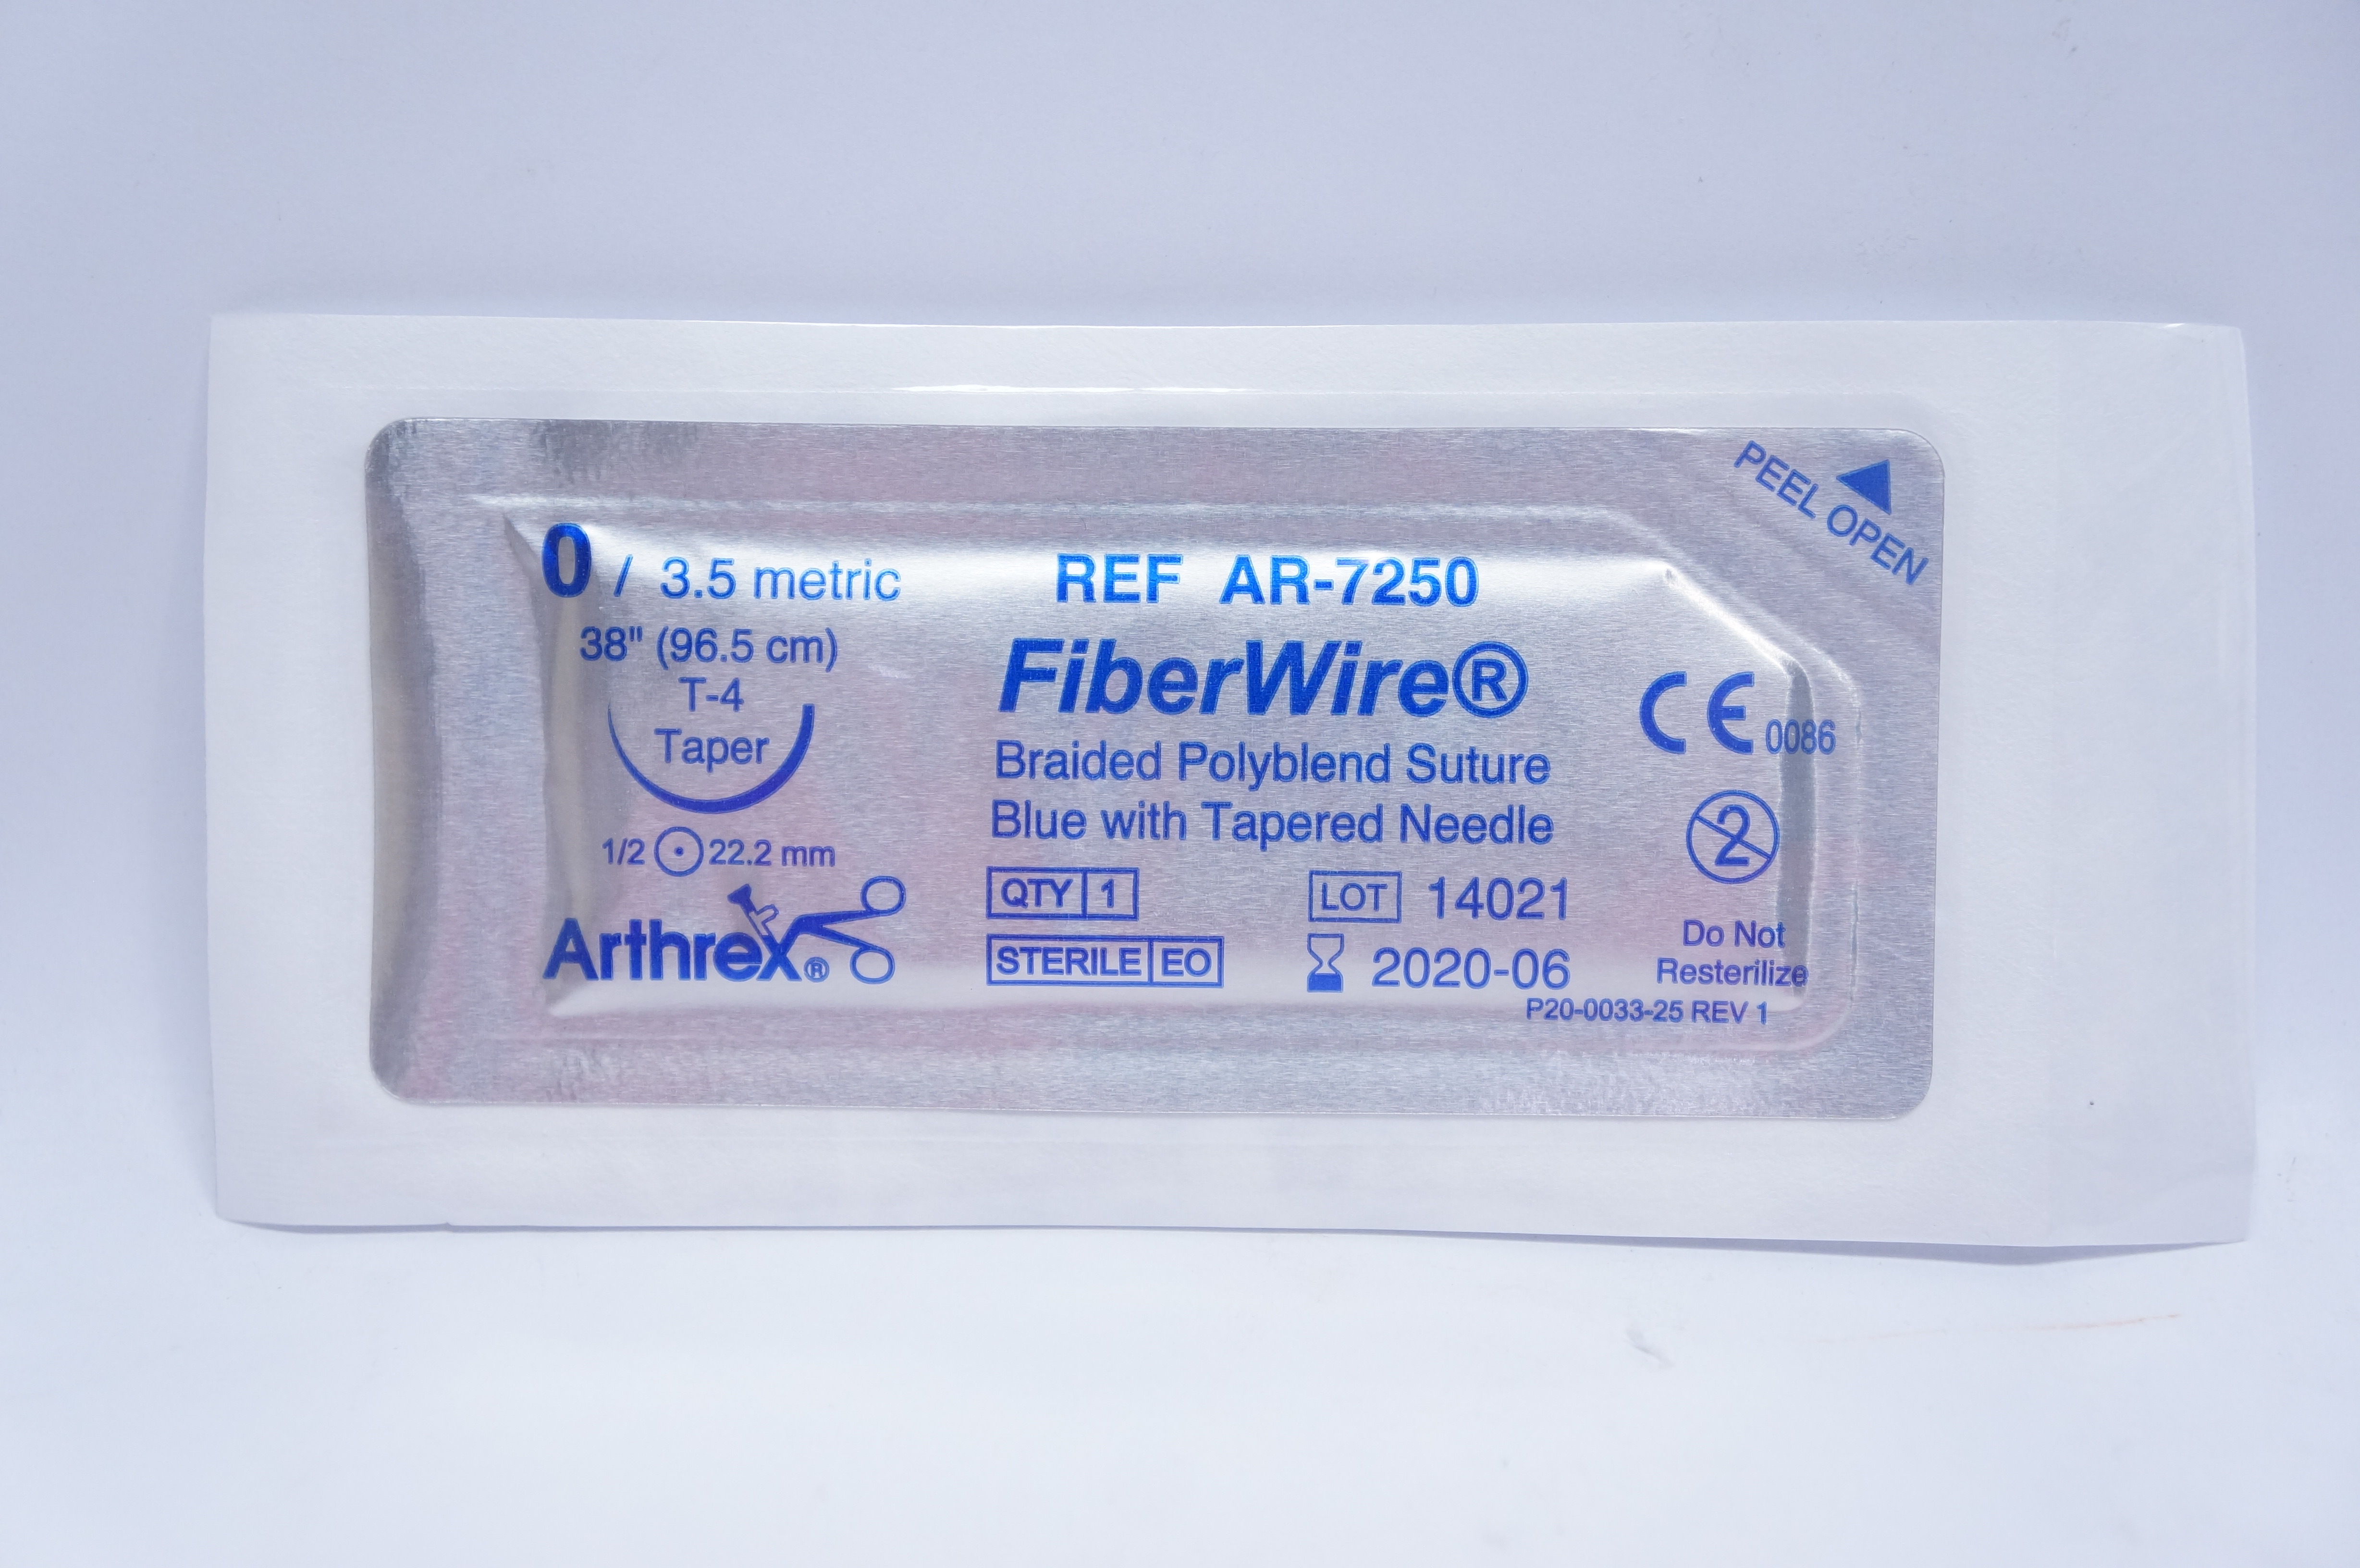 PEEL OPEN
0 / 3.5 metric
38" (96.5 cm)
T-4
Taper
1/2 22.2 mm
Arthrex®
REF AR-7250
FiberWire®
Braided Polyblend Suture
Blue with Tapered Needle
QTY 1
LOT 14021
STERILE EO
2020-06
CE 0086
2
Do Not
Resterilize
P20-0033-25 REV 1